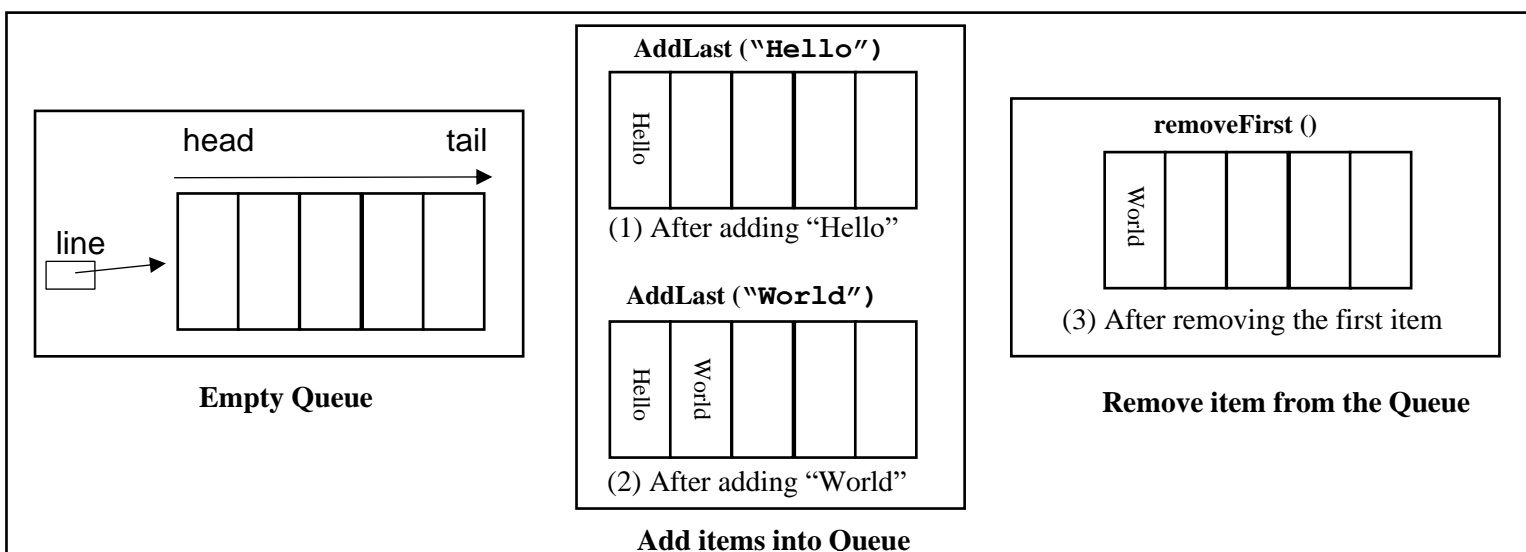 head tail
line
Empty Queue
AddLast (“Hello”)
Hello
(1) After adding “Hello”
AddLast (“World”)
Hello
World
(2) After adding “World”
Add items into Queue
removeFirst ()
World
(3) After removing the first item
Remove item from the Queue